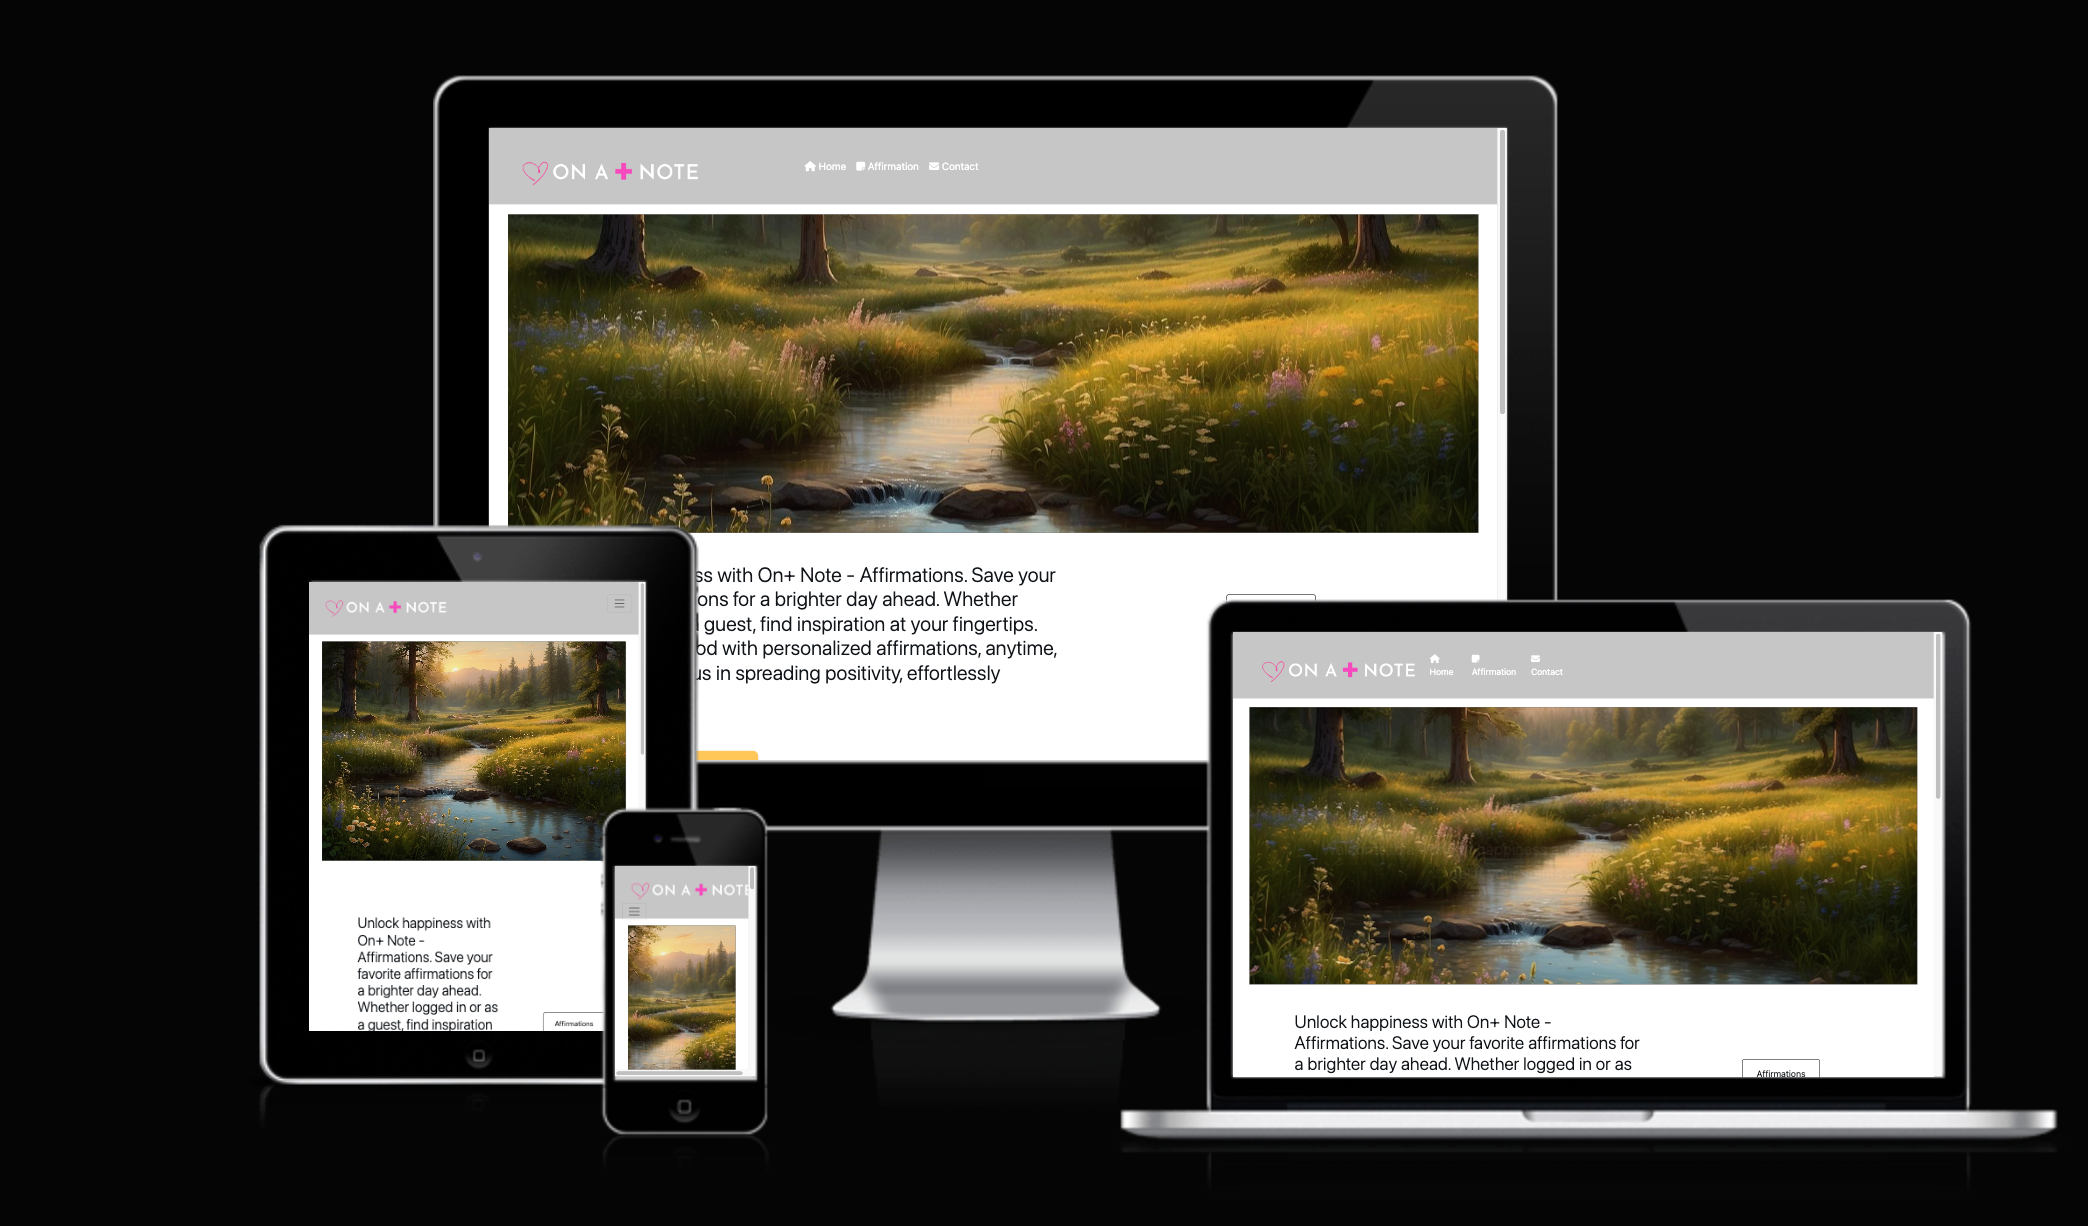 ON A + NOTE
Home Affirmation Contact
ss with On+ Note - Affirmations. Save your
ons for a brighter day ahead. Whether
guest, find inspiration at your fingertips.
od with personalized affirmations, anytime,
us in spreading positivity, effortlessly
ON A + NOTE
Unlock happiness with
On+ Note -
Affirmations. Save your
favorite affirmations for
a brighter day ahead.
Whether logged in or as
a guest, find inspiration
Affirmations
ON A + NOTE
ON A + NOTE
Home Affirmation Contact
Unlock happiness with On+ Note -
Affirmations. Save your favorite affirmations for
a brighter day ahead. Whether logged in or as
Affirmations